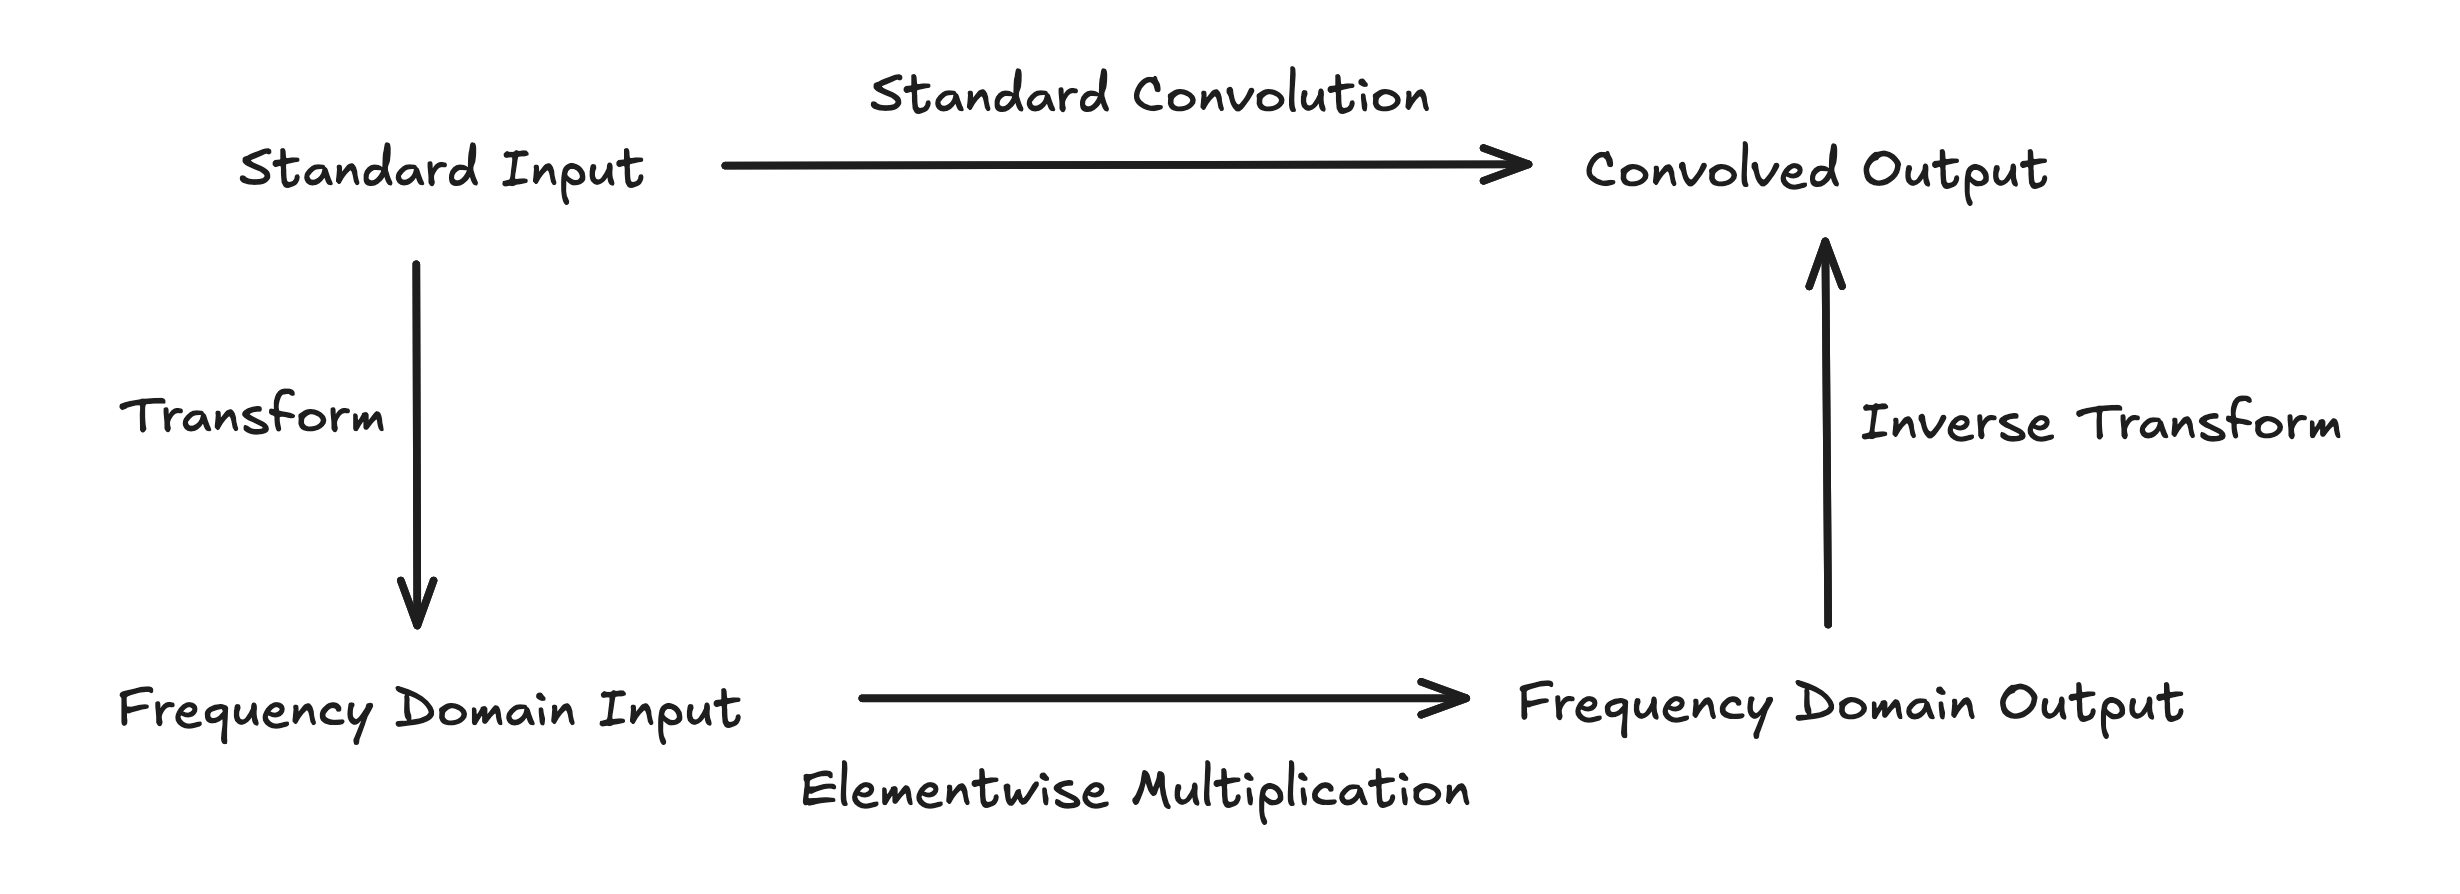 Standard Convolution
Standard Input
Convolved Output
Transform
Inverse Transform
Frequency Domain Input
Frequency Domain Output
Elementwise Multiplication